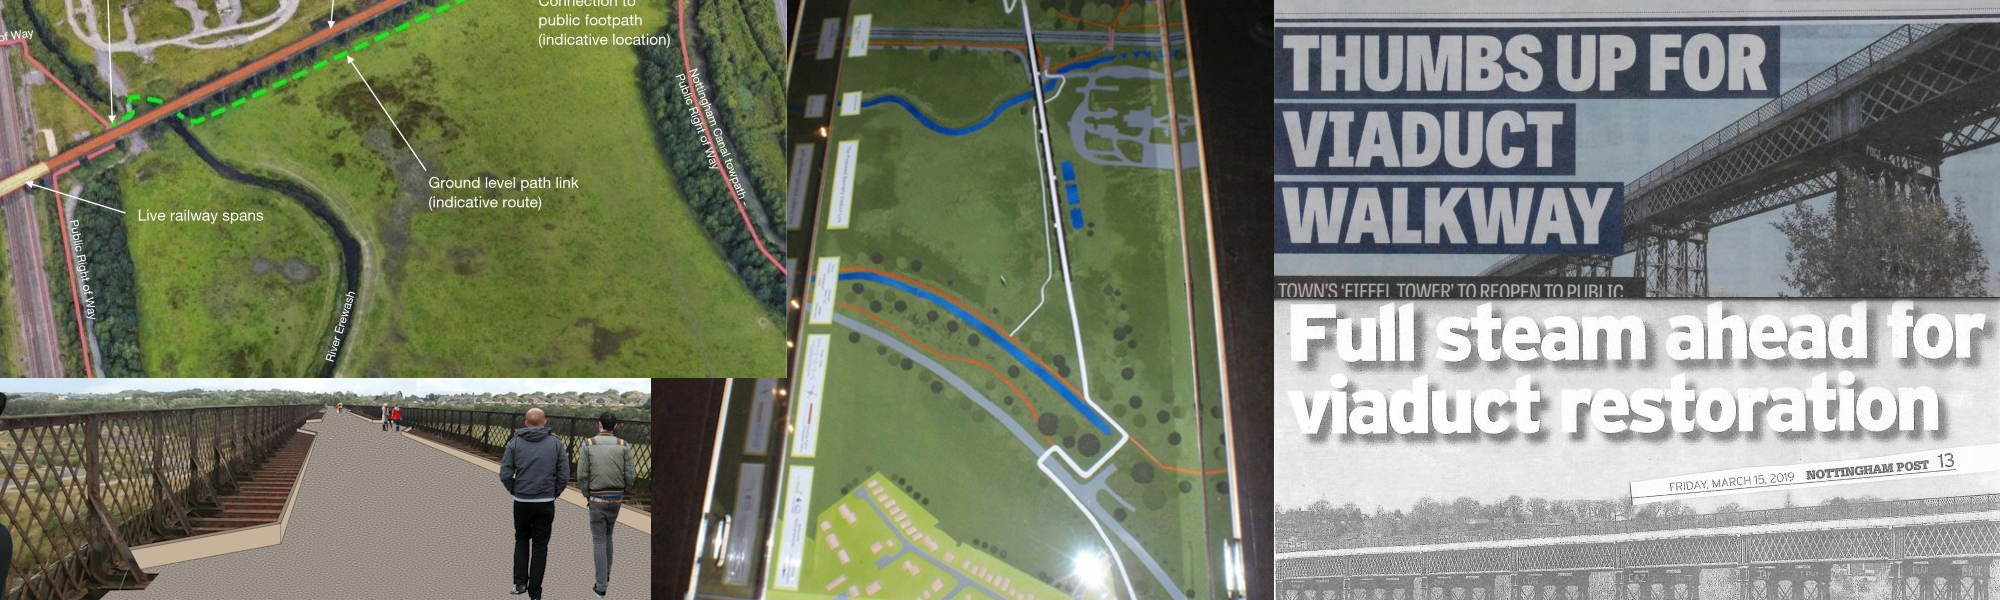 Connection to
public footpath
(indicative location)
of Way
Nottingham Canal towpath -
Public Right of Way
Ground level path link
(indicative route)
Live railway spans
Public Right of Way
River Erewash
THUMBS UP FOR
VIADUCT
WALKWAY
TOWN'S 'EIFFEL TOWER' TO REOPEN TO PUBLIC
Full steam ahead for
viaduct restoration
FRIDAY, MARCH 15, 2019 NOTTINGHAM POST 13